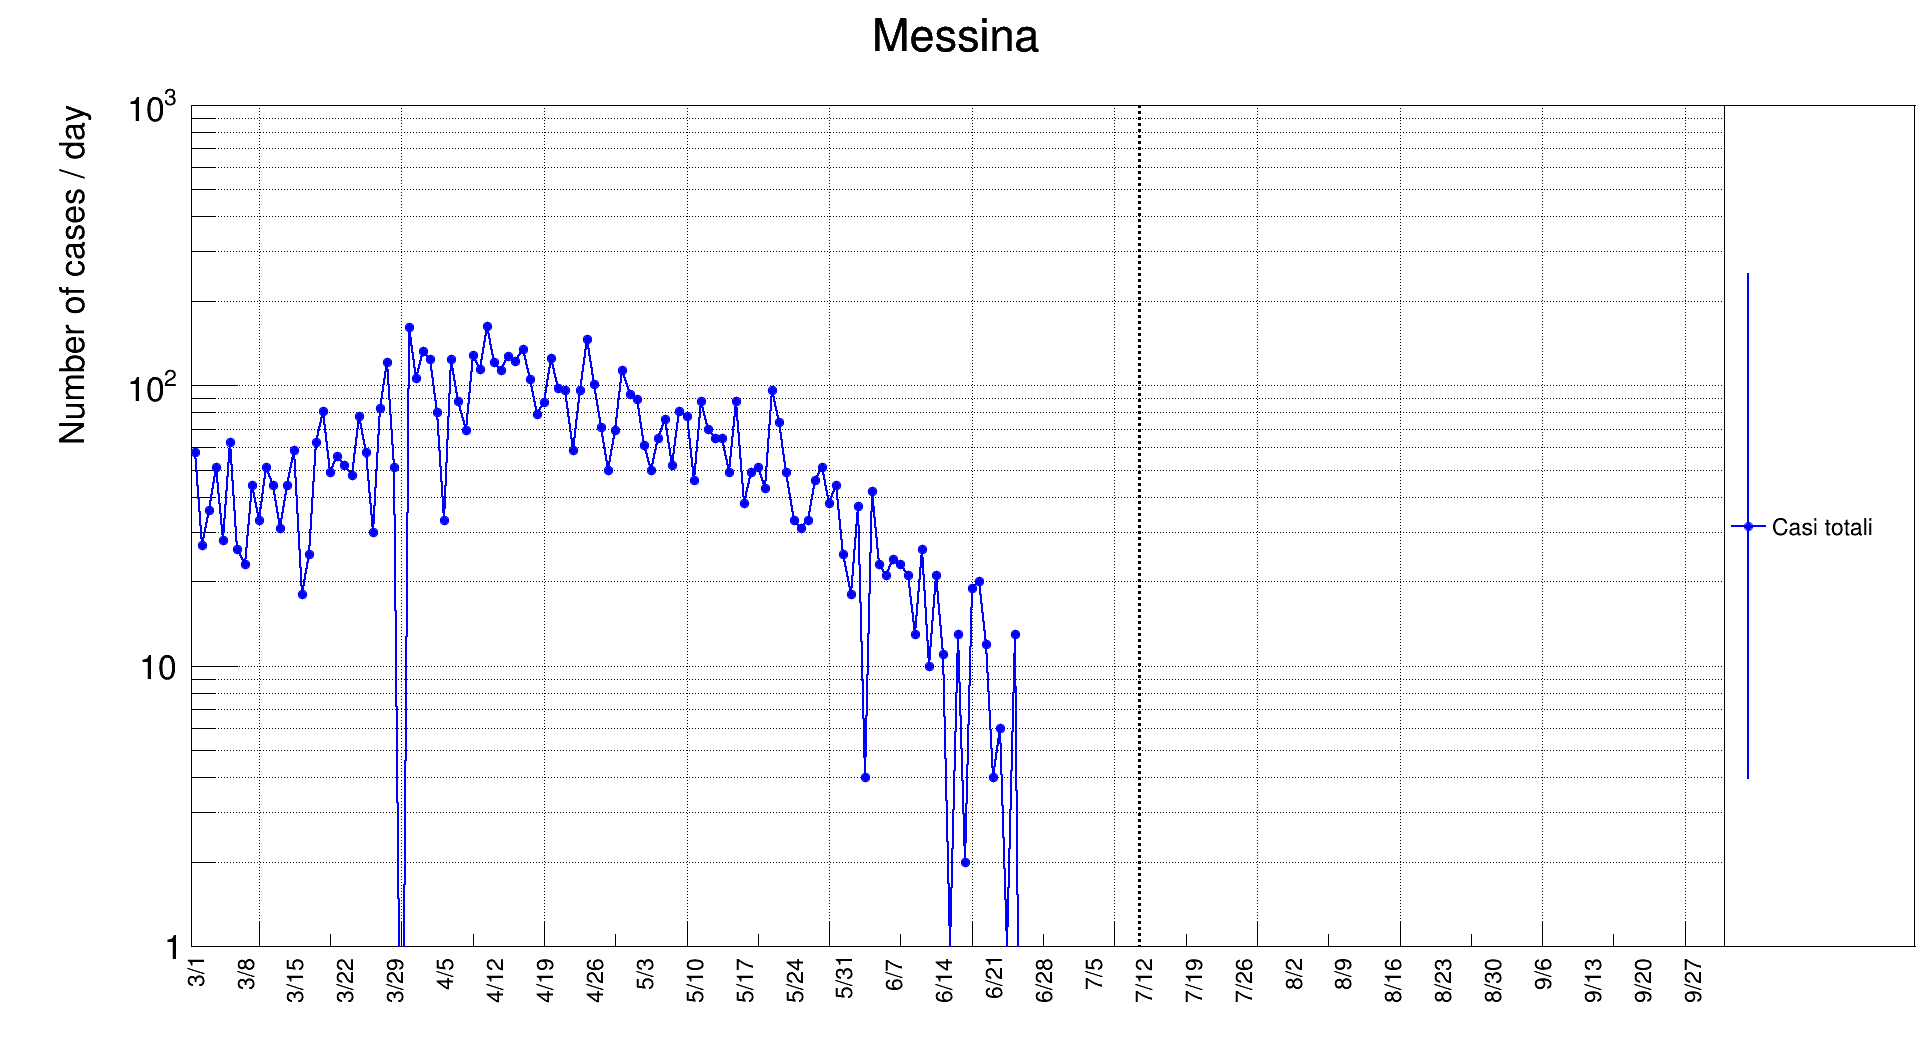 Messina
Number of cases / day
10³
10²
10
1
3/1 3/8 3/15 3/22 3/29 4/5 4/12 4/19 4/26 5/3 5/10 5/17 5/24 5/31 6/7 6/14 6/21 6/28 7/5 7/12 7/19 7/26 8/2 8/9 8/16 8/23 8/30 9/6 9/13 9/20 9/27
Casi totali